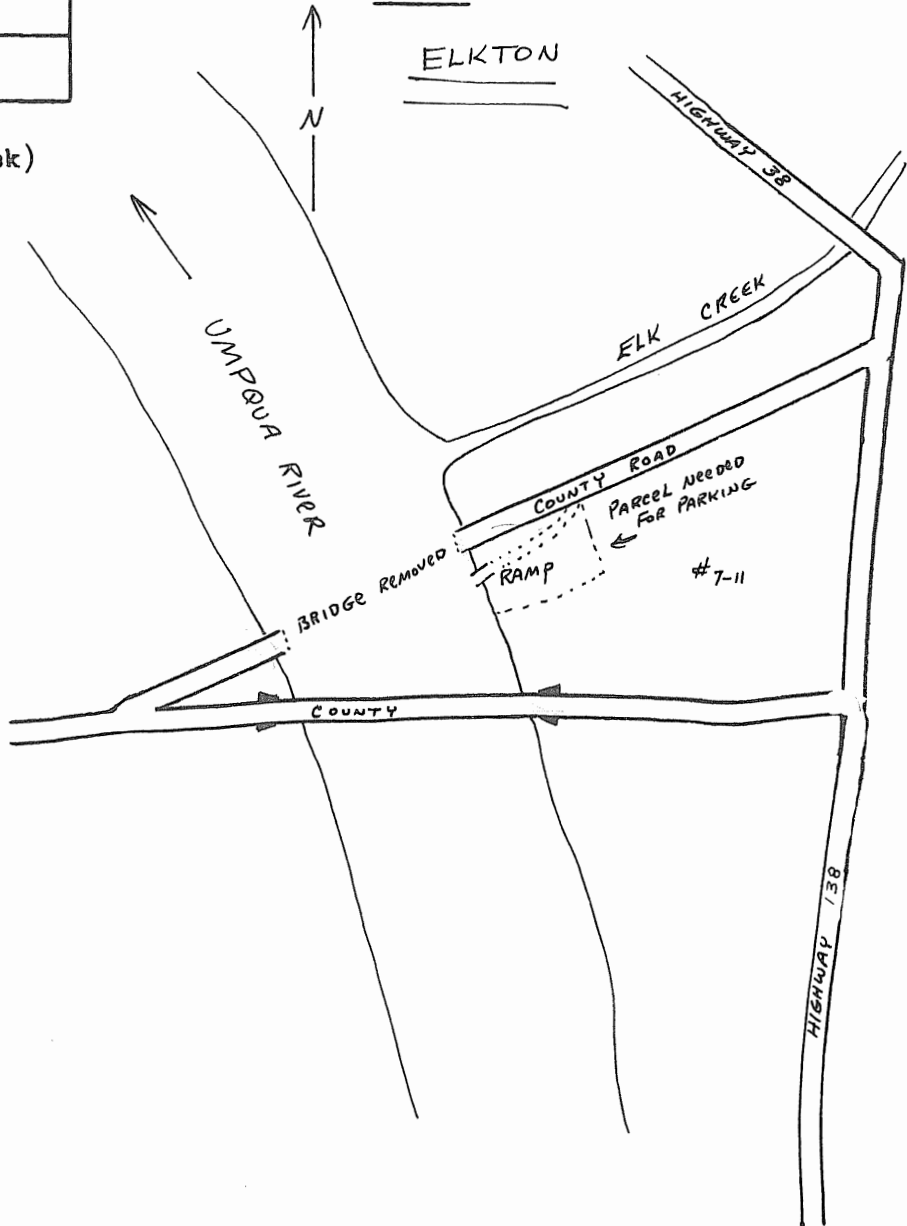 ELKTON
N
HIGHWAY 38
k)
UMPQUA RIVER
ELK CREEK
COUNTY ROAD
PARCEL NEEDED
FOR PARKING
BRIDGE REMOVED
RAMP
# 7-11
COUNTY
HIGHWAY 138